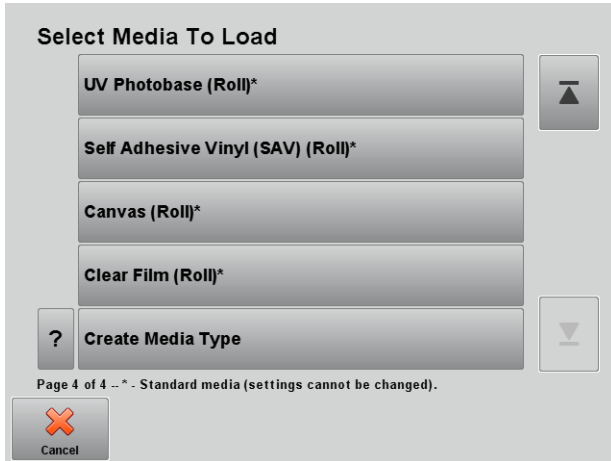 Select Media To Load
UV Photobase (Roll)*
Self Adhesive Vinyl (SAV) (Roll)*
Canvas (Roll)*
Clear Film (Roll)*
? Create Media Type
Page 4 of 4 -- * - Standard media (settings cannot be changed).
Cancel